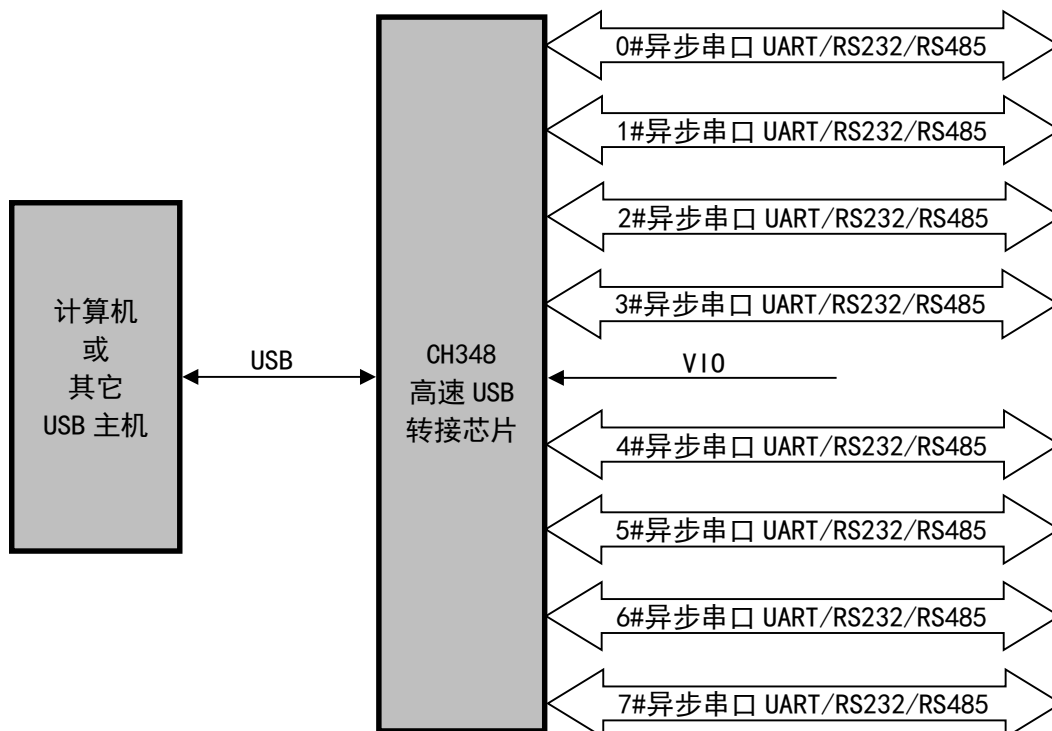 0#异步串口 UART/RS232/RS485
1#异步串口 UART/RS232/RS485
2#异步串口 UART/RS232/RS485
3#异步串口 UART/RS232/RS485
计算机
或
其它
USB 主机
USB
CH348
高速 USB
转接芯片
VIO
4#异步串口 UART/RS232/RS485
5#异步串口 UART/RS232/RS485
6#异步串口 UART/RS232/RS485
7#异步串口 UART/RS232/RS485